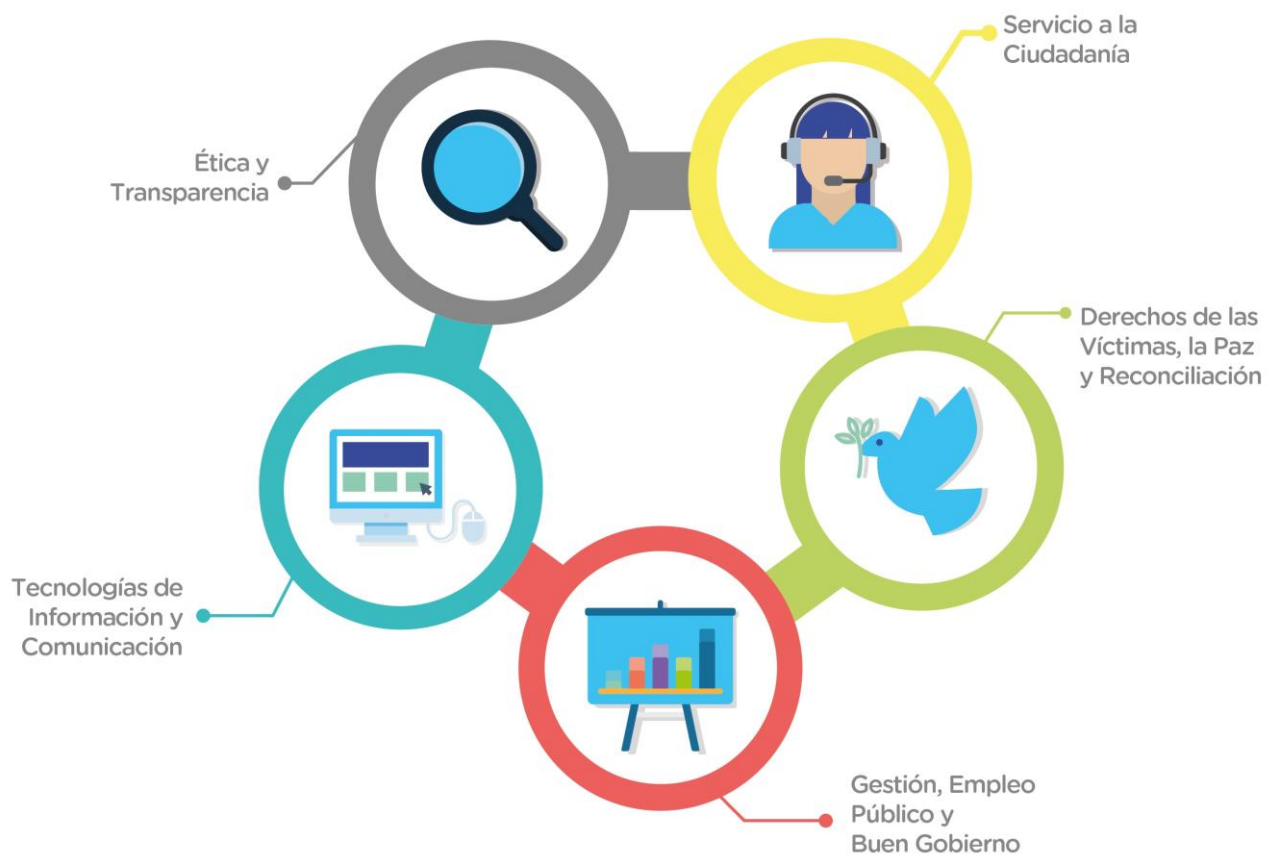 Servicio a la
Ciudadanía
Ética y
Transparencia
Derechos de las
Víctimas, la Paz
y Reconciliación
Tecnologías de
Información y
Comunicación
Gestión, Empleo
Público y
Buen Gobierno